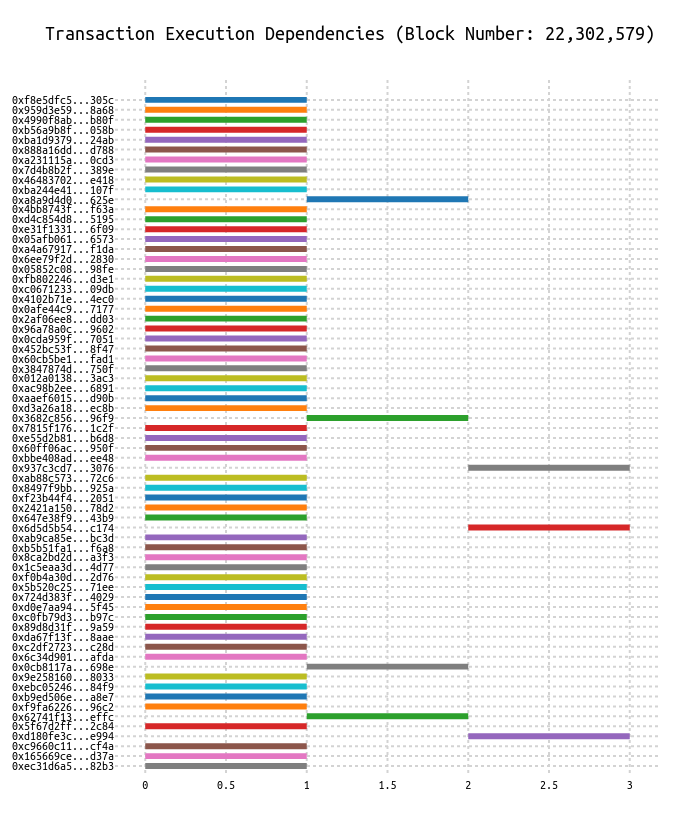 Transaction Execution Dependencies (Block Number: 22,302,579)
0xf8e5dfc5...305c
0x959d3e59...8a68
0x4990f8ab...b80f
0xb56a9b8f...058b
0xba1d9379...24ab
0x888a16dd...d788
0xa231115a...0cd3
0x7d4b8b2f...389e
0x46483702...e418
0xba244e41...107f
0xa8a9d4d0...625e
0x4bb8743f...f63a
0xd4c854d8...5195
0xe31f1331...6f09
0x05afb061...6573
0xa4a67917...f1da
0x6ee79f2d...2830
0x05852c08...98fe
0xfb802246...d3e1
0xc0671233...09db
0x4102b71e...4ec0
0x0afe44c9...7177
0x2af06ee8...dd03
0x96a78a0c...9602
0x0cda959f...7051
0x452bc53f...8f47
0x60cb5be1...fad1
0x3847874d...750f
0x012a0138...3ac3
0xac98b2ee...6891
0xaaef6015...d90b
0xd3a26a18...ec8b
0x3682c856...96f9
0x7815f176...1c2f
0xe55d2b81...b6d8
0x60ff06ac...950f
0xbbe408ad...ee48
0x937c3cd7...3076
0xab88c573...72c6
0x8497f9bb...925a
0xf23b44f4...2051
0x2421a150...78d2
0x647e38f9...43b9
0x6d5d5b54...c174
0xab9ca85e...bc3d
0xb5b51fa1...f6a8
0x8ca2bd2d...a3f3
0x1c5eaa3d...4d77
0xf0b4a30d...2d76
0x5b520c25...71ee
0x724d383f...4029
0xd0e7aa94...5f45
0xc0fb79d3...b97c
0x89d8d31f...9a59
0xda67f13f...8aae
0xc2df2723...c28d
0x6c34d901...afda
0x0cb8117a...698e
0x9e258160...8033
0xebc05246...84f9
0xb9ed506e...a8e7
0xf9fa6226...96c2
0x62741f13...effc
0x5f67d2ff...2c84
0xd180fe3c...e994
0xc9660c11...cf4a
0x165669ce...d37a
0xec31d6a5...82b3
0 0.5 1 1.5 2 2.5 3